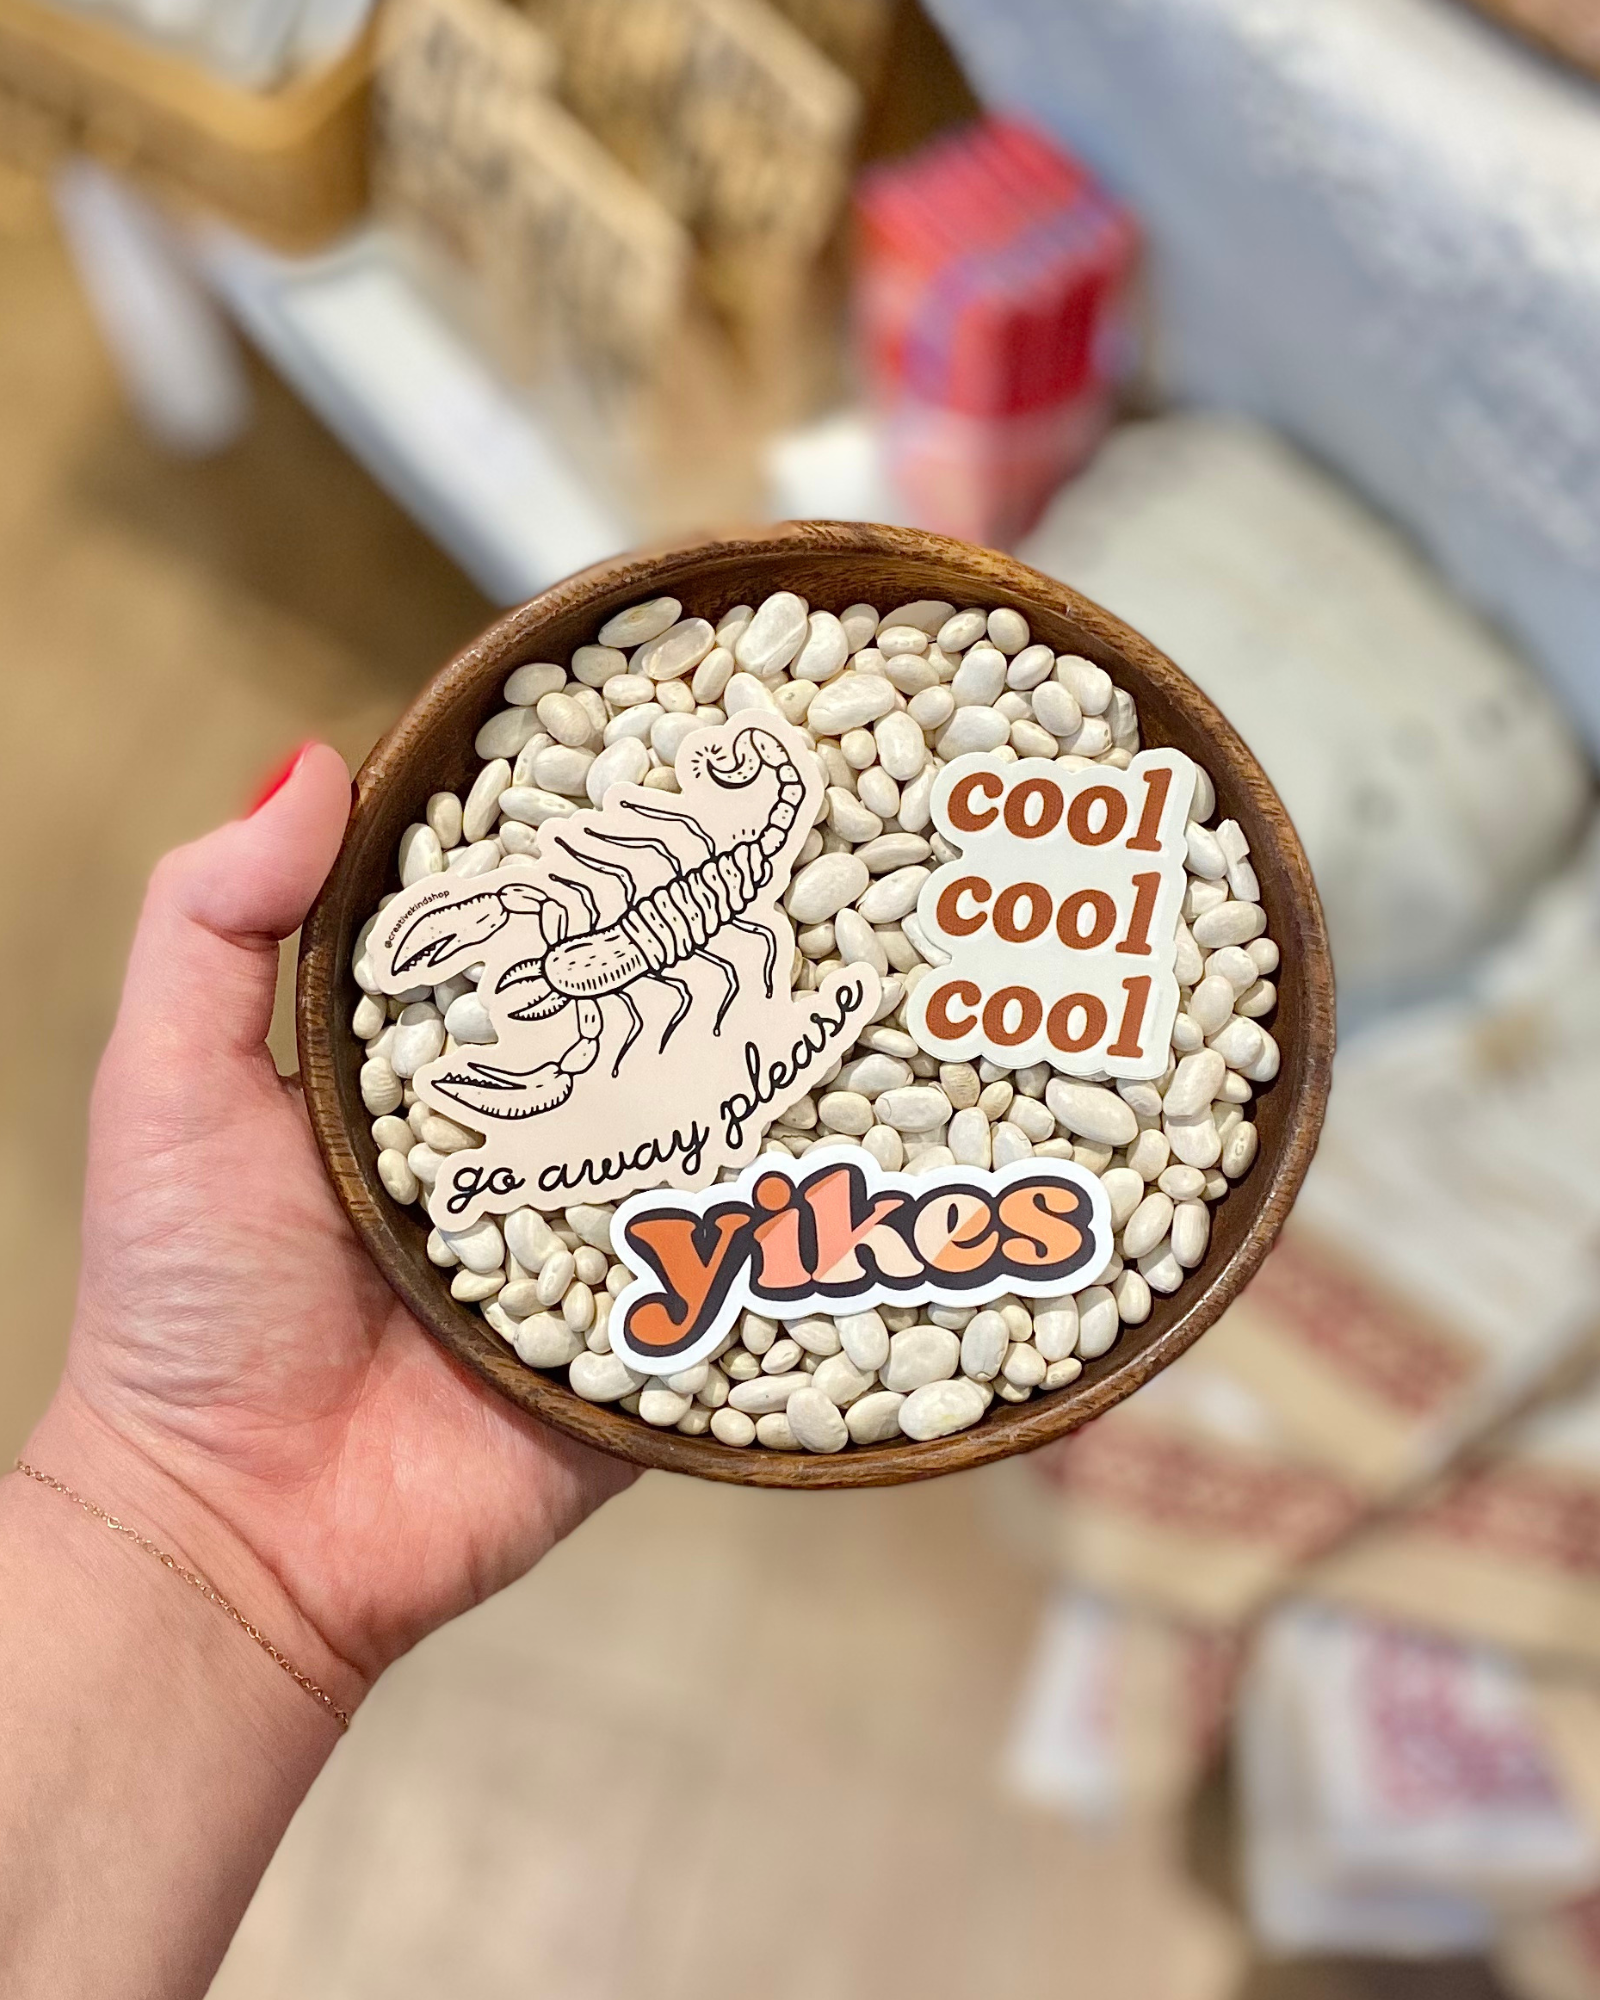 @creativekindshop
go away please
cool
cool
cool
yikes